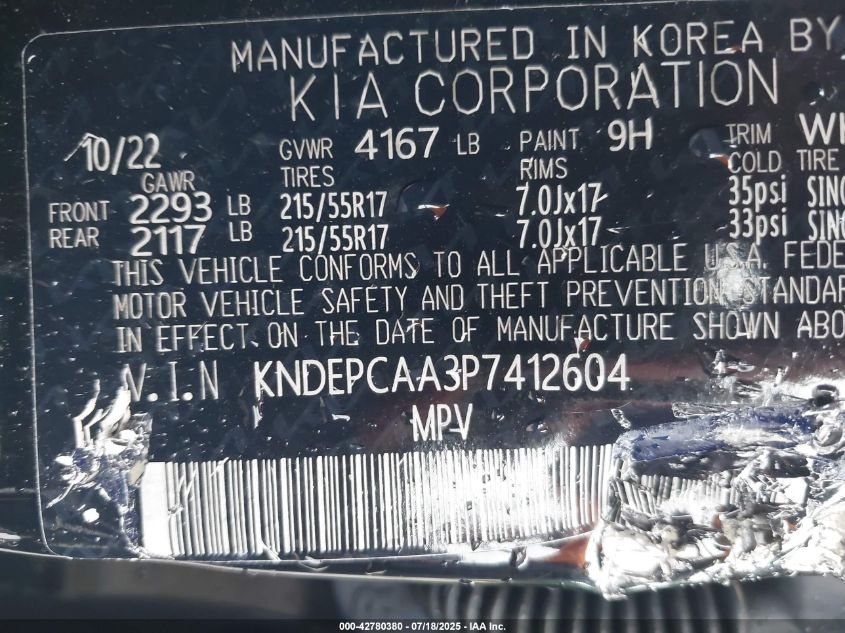 MANUFACTURED IN KOREA BY
KIA CORPORATION
10/22 GVWR 4167 LB PAINT 9H TRIM
GAWR TIRES RIMS COLD TIRE
FRONT 2293 LB 215/55R17 7.0Jx17 35psi
REAR 2117 LB 215/55R17 7.0Jx17 33psi
THIS VEHICLE CONFORMS TO ALL APPLICABLE U.S.A.
MOTOR VEHICLE SAFETY AND THEFT PREVENTION
IN EFFECT ON THE DATE OF MANUFACTURE SHOWN
V.I.N KNDEPCAA3P7412604
MPV
000-42780380 - 07/18/2025 - IAA Inc.